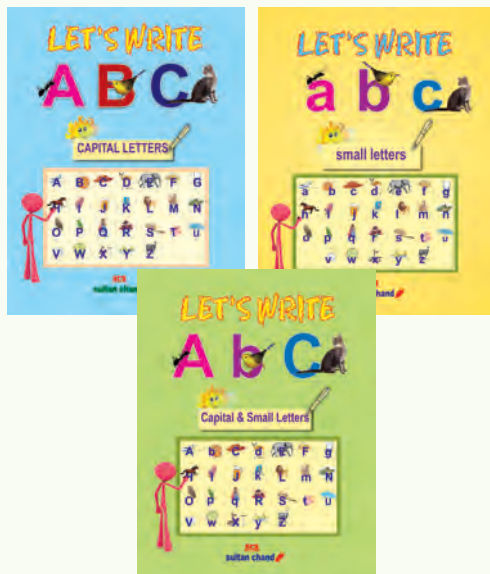 LET'S WRITE
A B C
CAPITAL LETTERS
A B C D E F G
H I J K L M N
O P Q R S T U
V W X Y Z
sultan chand
LET'S WRITE
a b c
small letters
a b c d e f g
h i j k l m n
o p q r s t u
v w x y z
chand
LET'S WRITE
A b C
Capital & Small Letters
A b C d E F g
H I J k L m N
O p q R S t u
V w X y Z
sultan chand